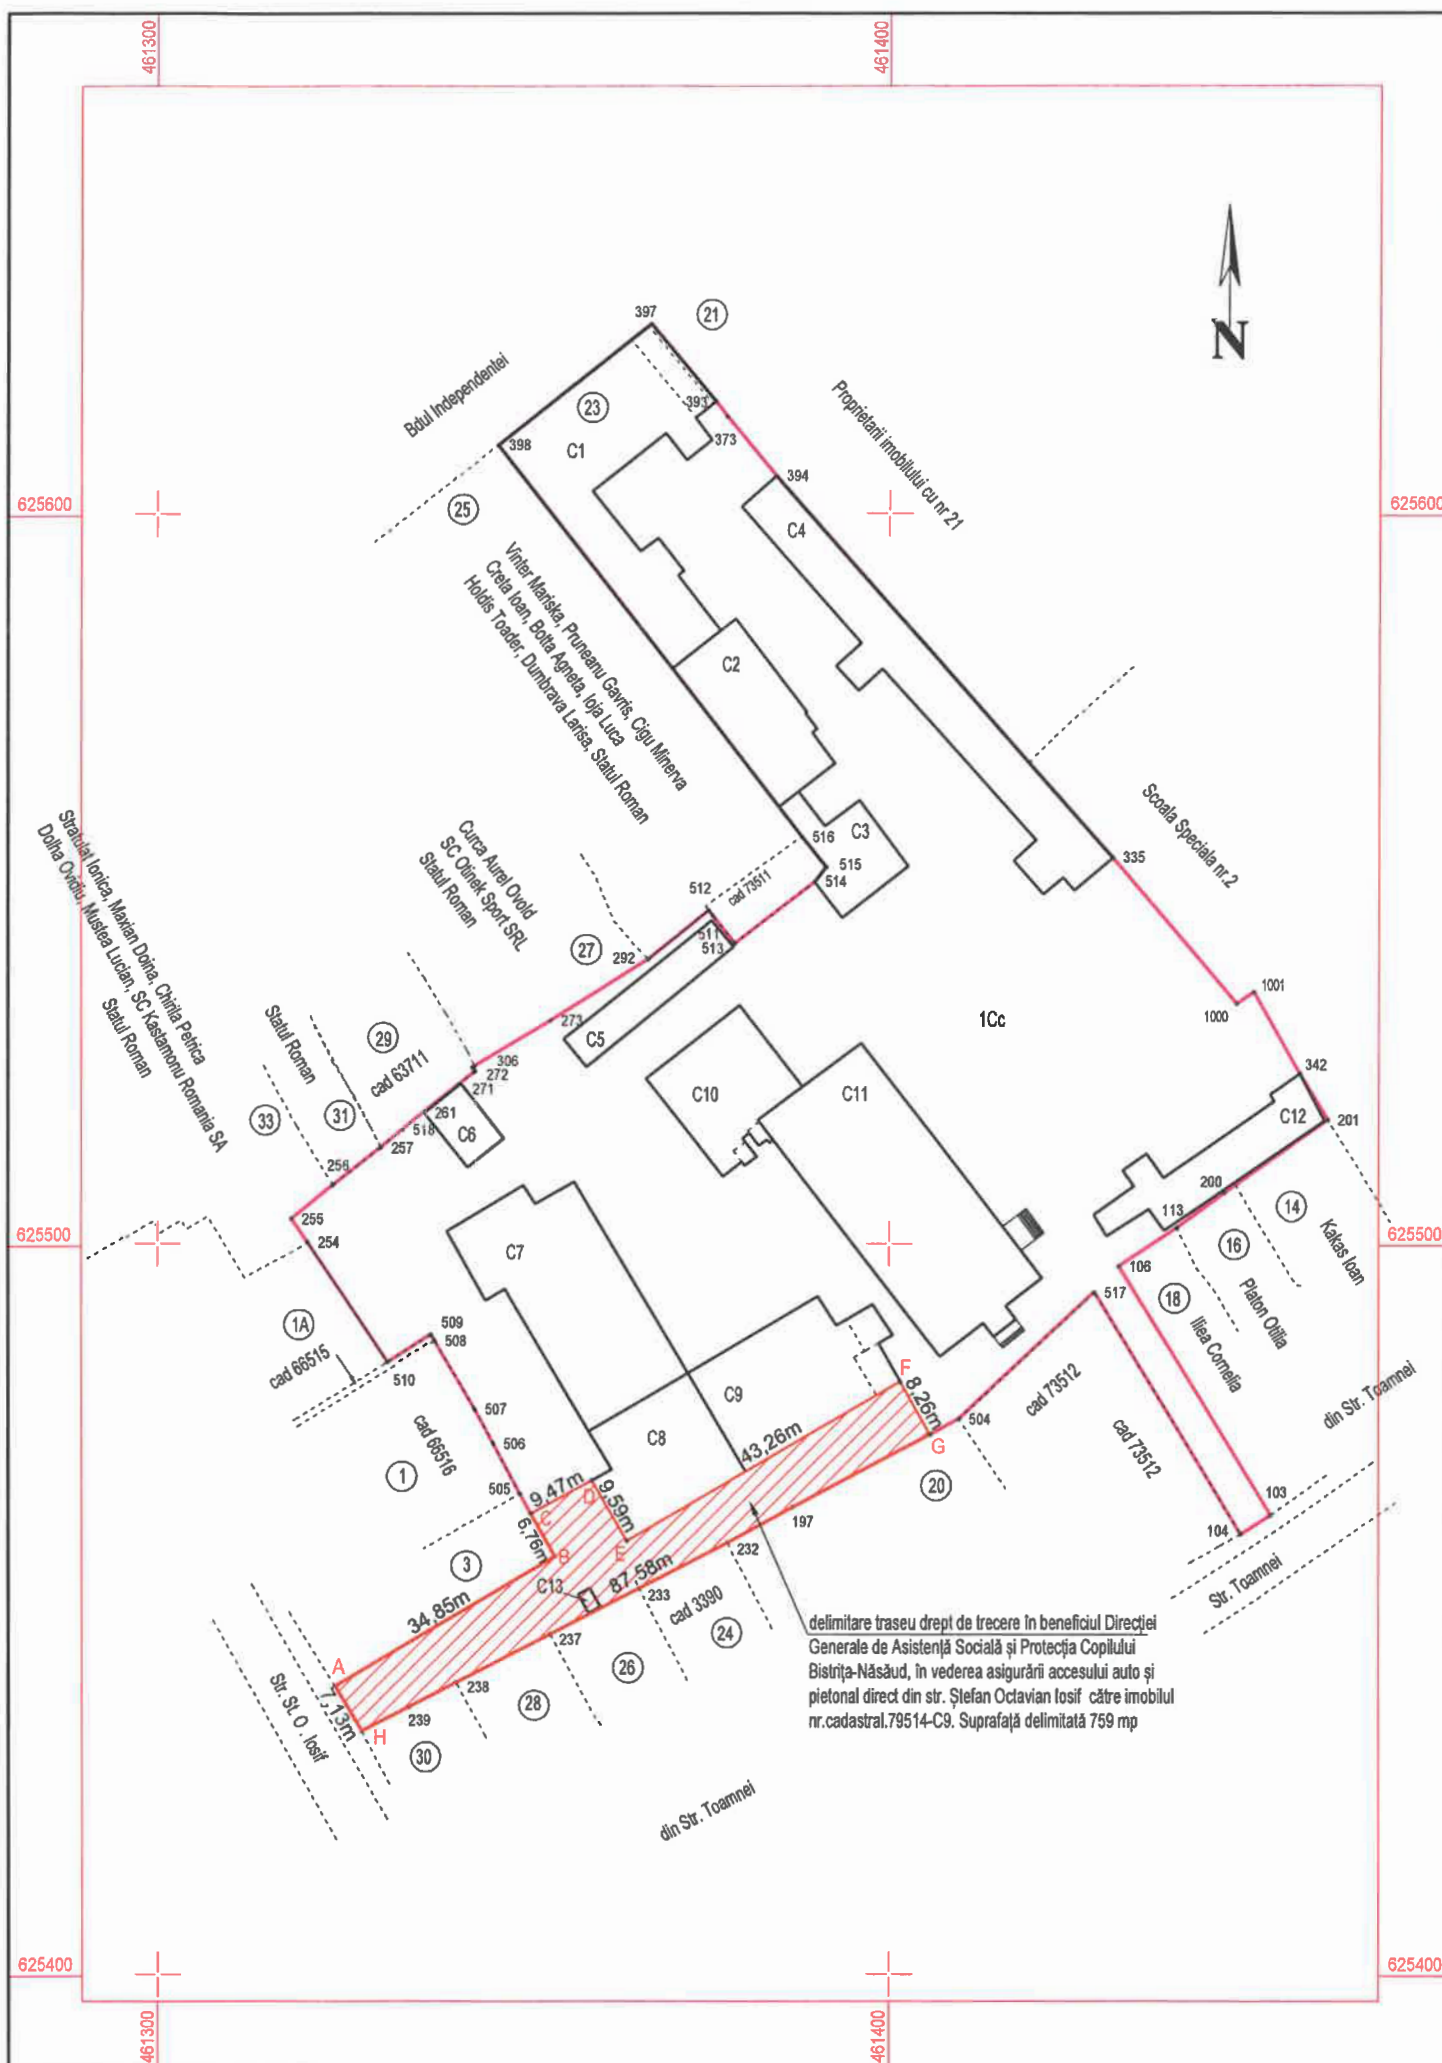 461300
461400
N
397
21
Bdul Independentei
23
393
398
C1
373
Proprietarii imobilului cu nr 21
394
625600
625600
25
C4
Vinter Mariska, Pruneanu Gavris, Cigu Minerva
Creta Ioan, Botta Agneta, Ioja Luca
Holdis Toader, Dumbrava Larisa, Statul Roman
C2
Scoala Speciala nr.2
516
C3
335
515
514
Stratulat Ionica, Maxian Doina, Chirila Petrica
Dolha Ovidiu, Mustea Lucian, SC Kastamonu Romania SA
Statul Roman
Curca Aurel Ovold
SC Otinek Sport SRL
Statul Roman
512
cad 73511
511
513
27
292
1001
1000
1Cc
Statul Roman
29
cad 63711
273
C5
306
272
271
342
C10
C11
33
31
261
518
C6
C12
201
257
256
200
255
113
14
Kakas Ioan
625500
254
C7
16
625500
106
Platon Otilia
517
18
Iliea Cornelia
1A
cad 66515
509
508
510
F
8,26m
C9
504
cad 73512
din Str. Toamnei
507
C8
G
cad 73512
cad 66516
506
43,26m
1
505
9,47m
D
20
C
9,59m
6,76m
197
103
104
3
B
E
232
Str. Toamnei
C13
87,58m
233
34,85m
cad 3390
24
delimitare traseu drept de trecere în beneficiul Direcției
Generale de Asistență Socială și Protecția Copilului
Bistrița-Năsăud, în vederea asigurării accesului auto și
pietonal direct din str. Ștefan Octavian Iosif către imobilul
nr.cadastral.79514-C9. Suprafață delimitată 759 mp
237
26
A
Str. St. O. Iosif
7,13m
238
28
239
H
30
din Str. Toamnei
625400
625400
461300
461400